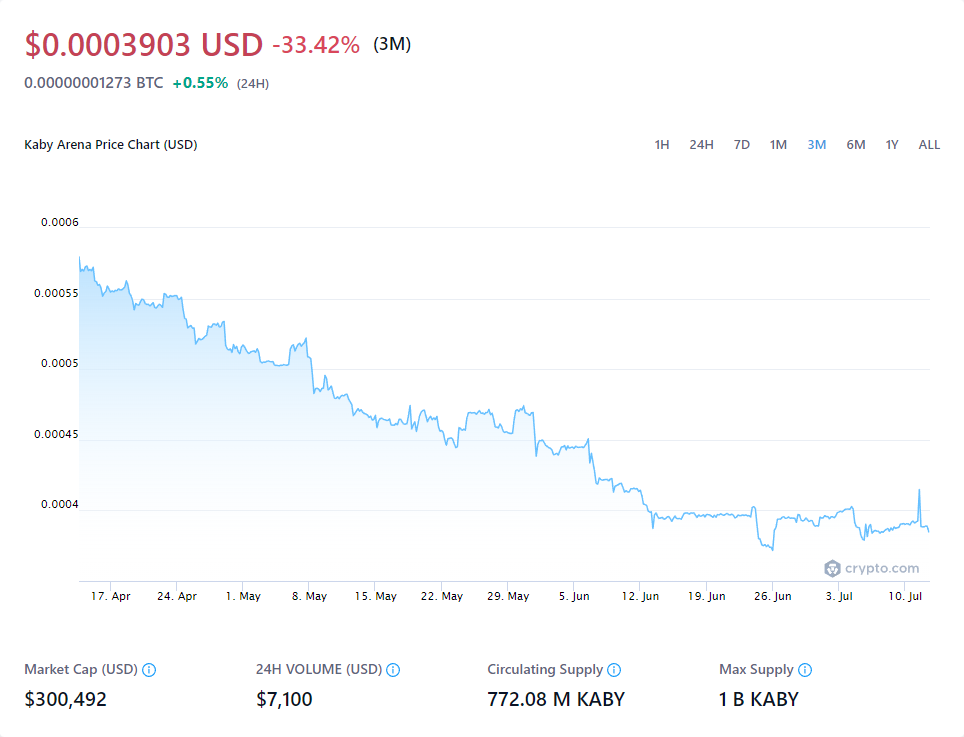 $0.0003903 USD -33.42% (3M)
0.00000001273 BTC +0.55% (24H)
Kaby Arena Price Chart (USD) 1H 24H 7D 1M 3M 6M 1Y ALL
0.0006
0.00055
0.0005
0.00045
0.0004
crypto.com
17. Apr 24. Apr 1. May 8. May 15. May 22. May 29. May 5. Jun 12. Jun 19. Jun 26. Jun 3. Jul 10. Jul
Market Cap (USD) 24H VOLUME (USD) Circulating Supply Max Supply
$300,492 $7,100 772.08 M KABY 1 B KABY